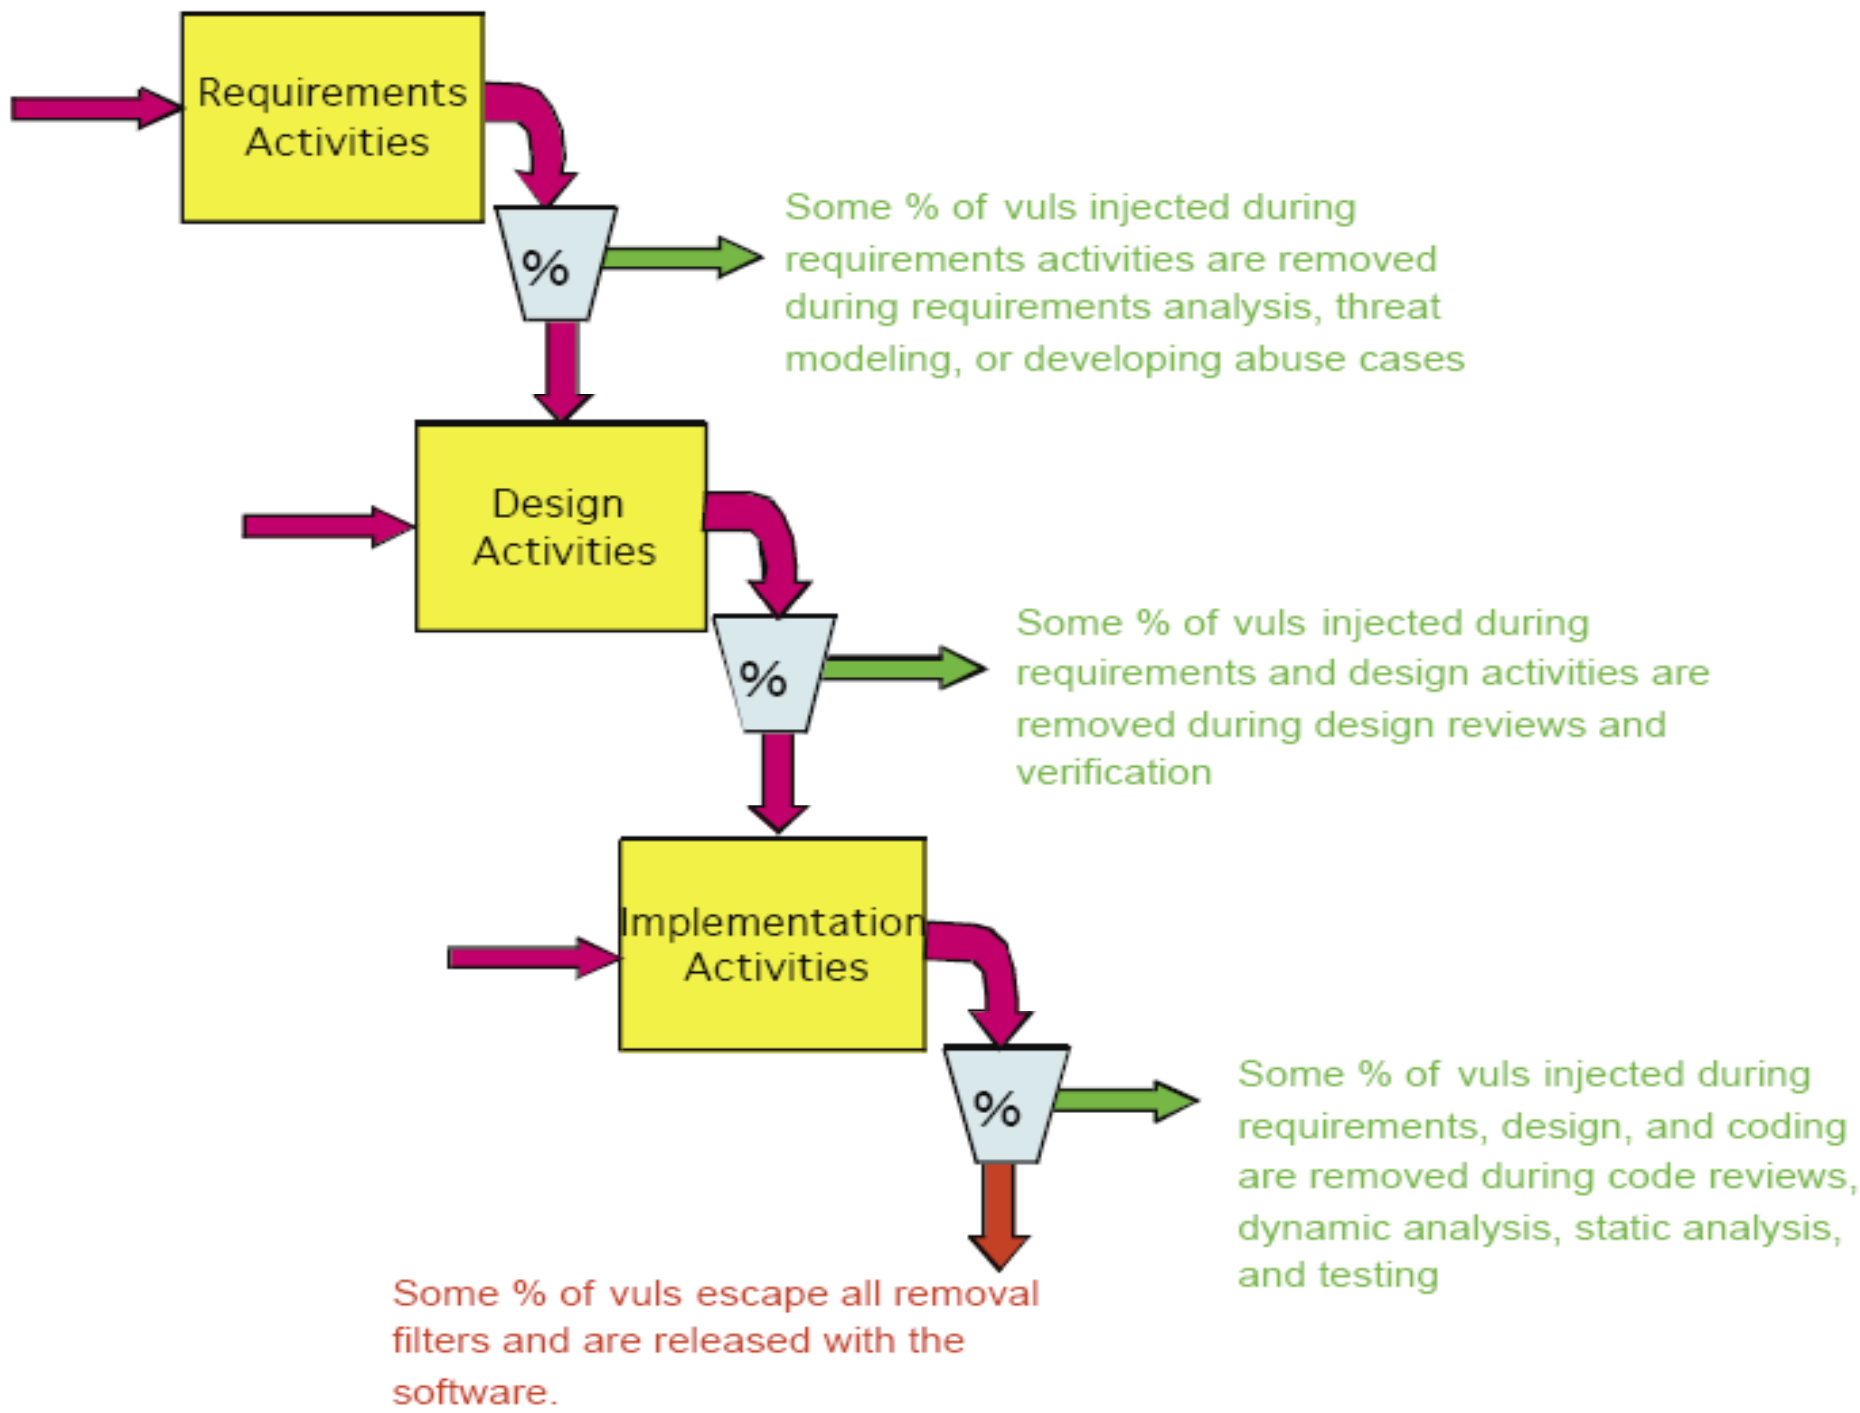 Requirements
Activities
%
Some % of vuls injected during
requirements activities are removed
during requirements analysis, threat
modeling, or developing abuse cases
Design
Activities
%
Some % of vuls injected during
requirements and design activities are
removed during design reviews and
verification
Implementation
Activities
%
Some % of vuls injected during
requirements, design, and coding
are removed during code reviews,
dynamic analysis, static analysis,
and testing
Some % of vuls escape all removal
filters and are released with the
software.